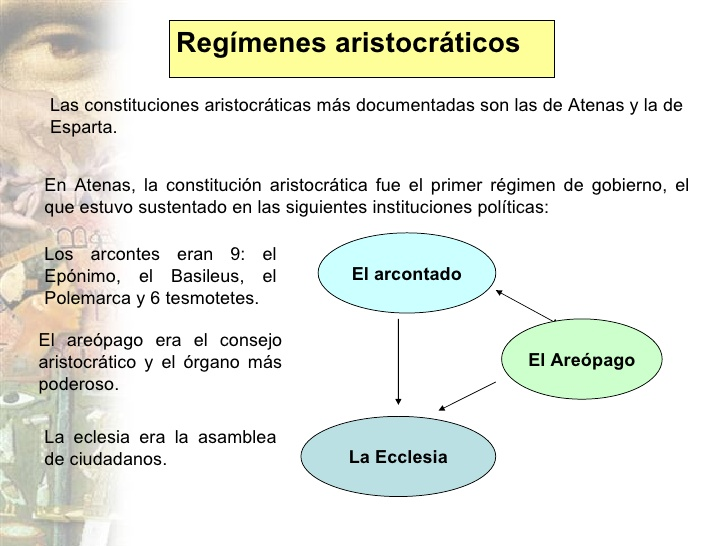 Regímenes aristocráticos
Las constituciones aristocráticas más documentadas son las de Atenas y la de
Esparta.
En Atenas, la constitución aristocrática fue el primer régimen de gobierno, el
que estuvo sustentado en las siguientes instituciones políticas:
Los arcontes eran 9: el
Epónimo, el Basileus, el
Polemarca y 6 tesmotetes.
El arcontado
El areópago era el consejo
aristocrático y el órgano más
poderoso.
El Areópago
La eclesia era la asamblea
de ciudadanos.
La Ecclesia